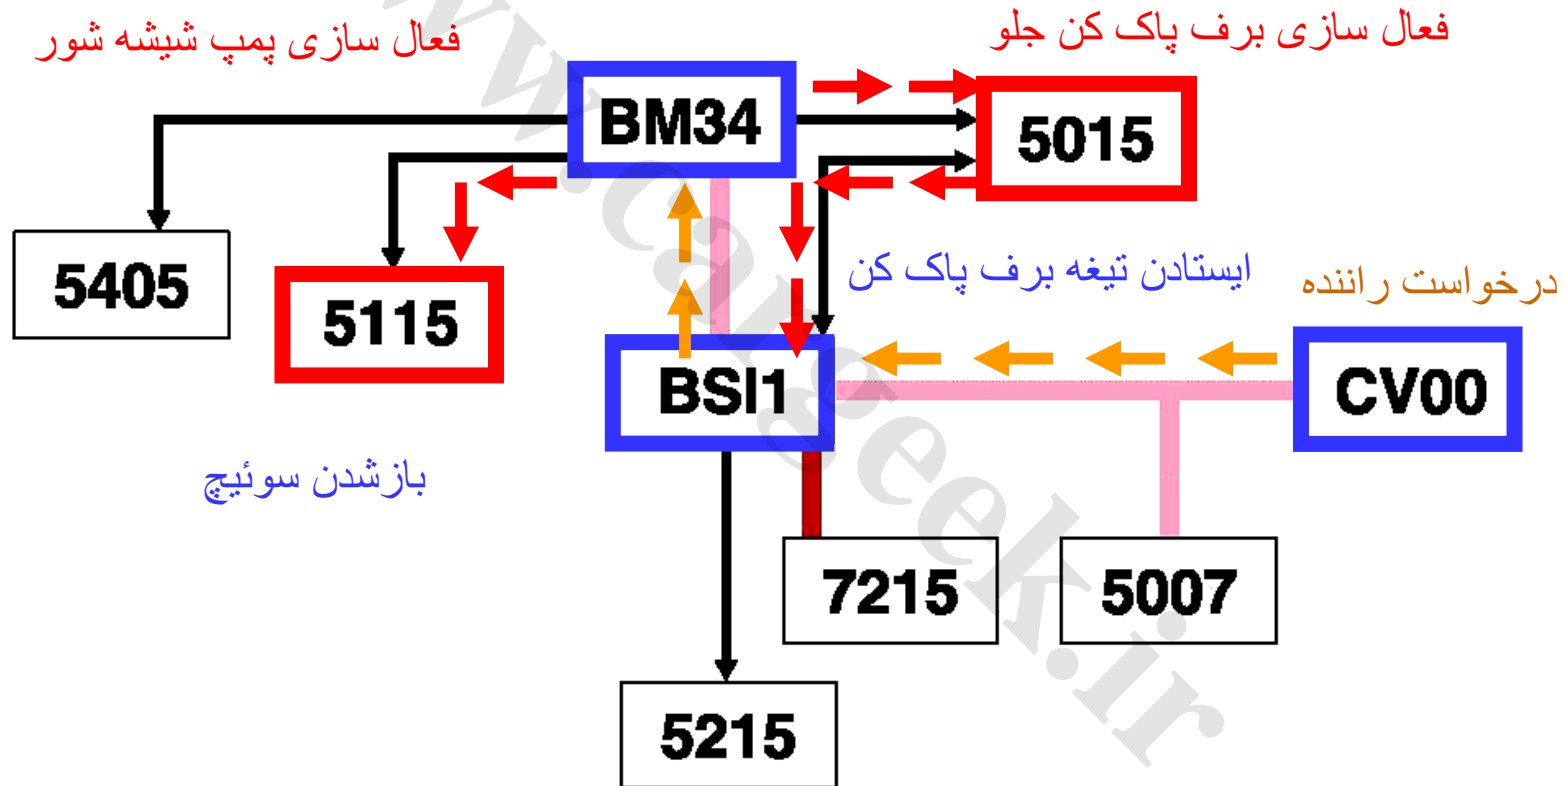 فعال سازی برف پاک کن جلو
فعال سازی پمپ شیشه شور
BM34
5015
5405
5115
ایستادن تیغه برف پاک کن
درخواست راننده
BSI1
CV00
بازشدن سوئیچ
7215
5007
5215
www.cargeek.ir